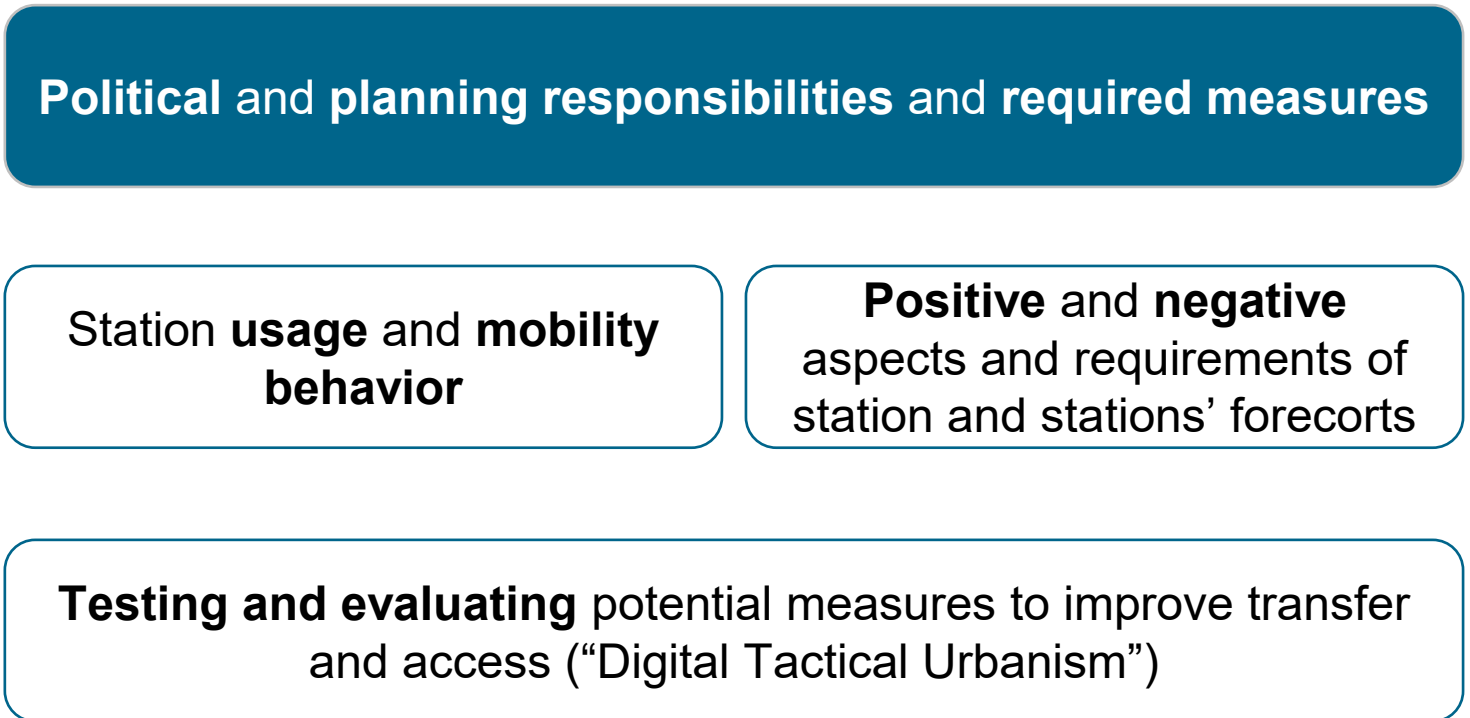 Political and planning responsibilities and required measures
Station usage and mobility
behavior
Positive and negative
aspects and requirements of
station and stations’ forecorts
Testing and evaluating potential measures to improve transfer
and access (“Digital Tactical Urbanism”)